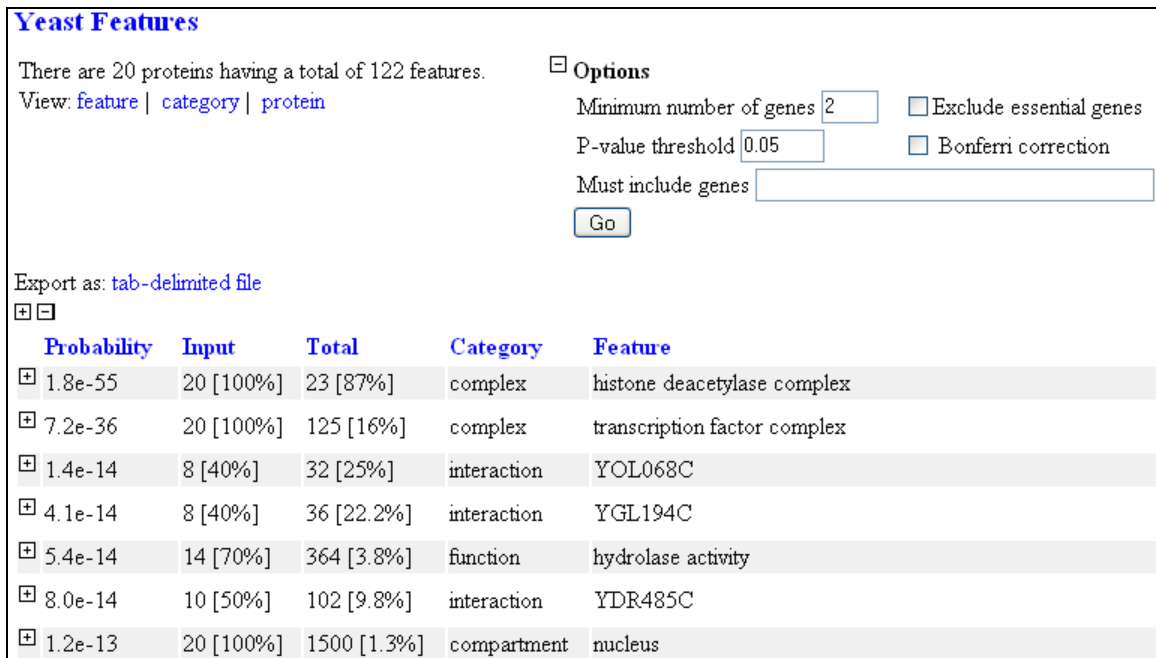 Yeast Features
There are 20 proteins having a total of 122 features.
View: feature | category | protein
Options
Minimum number of genes 2 Exclude essential genes
P-value threshold 0.05 Bonferri correction
Must include genes
Go
Export as: tab-delimited file
Probability Input Total Category Feature
1.8e-55 20 [100%] 23 [87%] complex histone deacetylase complex
7.2e-36 20 [100%] 125 [16%] complex transcription factor complex
1.4e-14 8 [40%] 32 [25%] interaction YOL068C
4.1e-14 8 [40%] 36 [22.2%] interaction YGL194C
5.4e-14 14 [70%] 364 [3.8%] function hydrolase activity
8.0e-14 10 [50%] 102 [9.8%] interaction YDR485C
1.2e-13 20 [100%] 1500 [1.3%] compartment nucleus